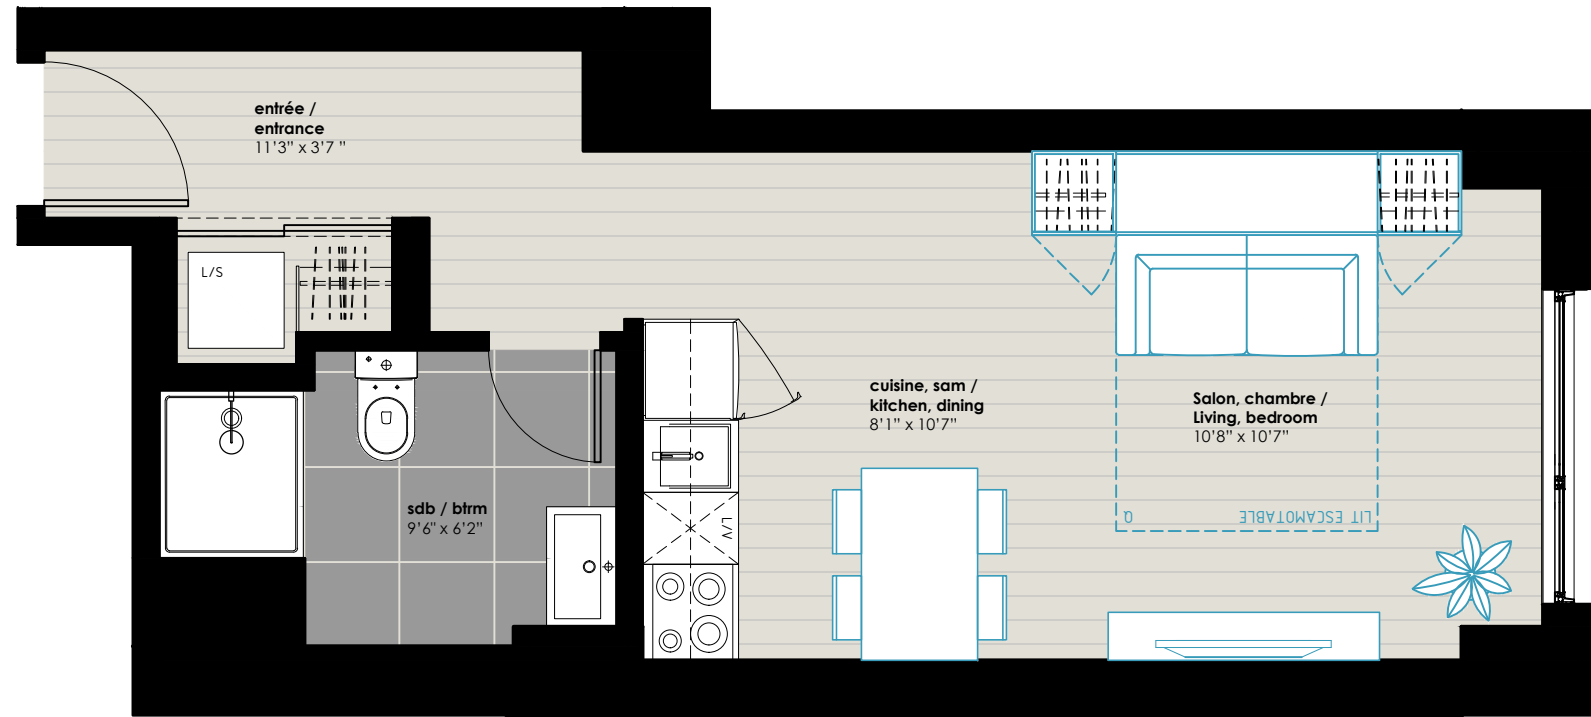 entrée /
entrance
11'3" x 3'7 "
L/S
cuisine, sam /
kitchen, dining
8'1" x 10'7"
Salon, chambre /
Living, bedroom
10'8" x 10'7"
sdb / btrm
9'6" x 6'2"
L/V
Q
LIT ESCAMOTABLE